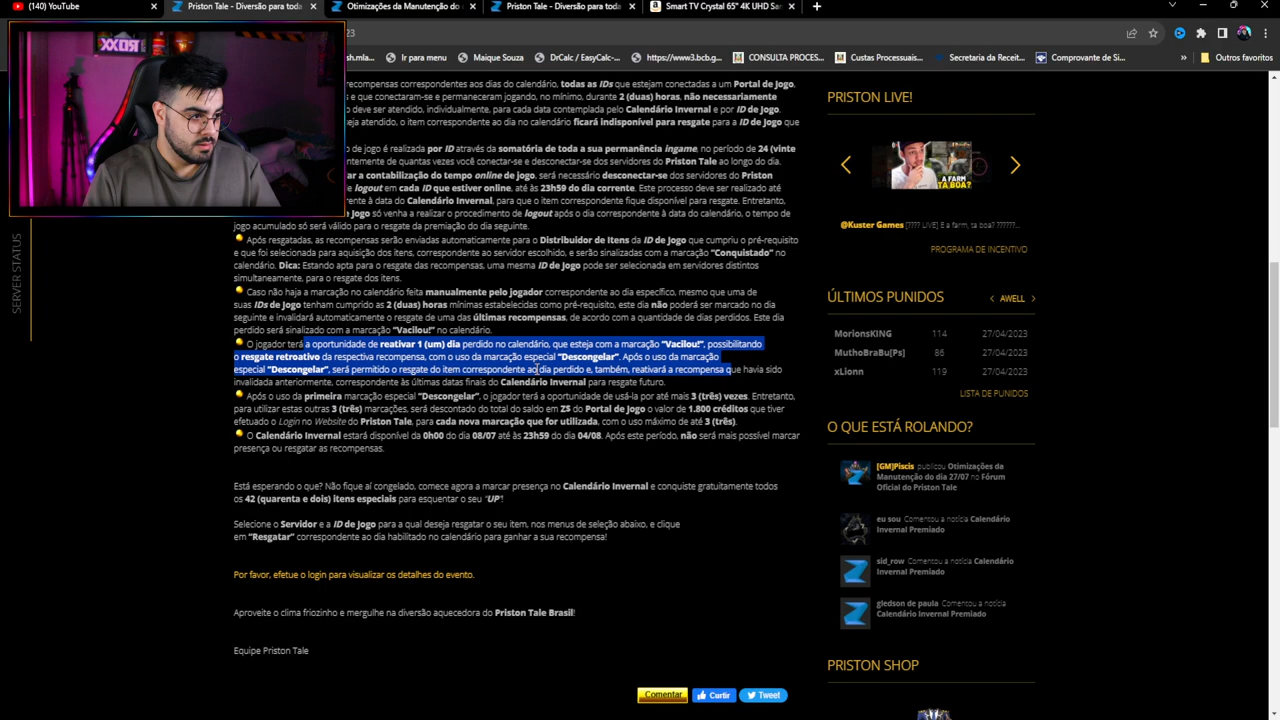 (140) YouTube
Priston Tale - Diversão para toda
Otimizações da Manutenção do
Priston Tale - Diversão para toda
Smart TV Crystal 65" 4K UHD Sam
23
sh.mla...
Ir para menu
Maique Souza
DrCalc / EasyCalc-...
https://www3.bcb.g...
CONSULTA PROCES...
Custas Processuais...
Secretaria da Receit...
Comprovante de Si...
»
Outros favoritos
recompensas correspondentes aos dias do calendário, todas as IDs que estejam conectadas a um Portal de Jogo,
e que conectaram-se e permaneceram jogando, no mínimo, durante 2 (duas) horas, não necessariamente
deve ser atendido, individualmente, para cada data contemplada pelo Calendário Invernal e por ID de Jogo.
eja atendido, o item correspondente ao dia no calendário ficará indisponível para resgate para a ID de Jogo que
o de jogo é realizada por ID através da somatória de toda a sua permanência ingame, no período de 24 (vinte
entemente de quantas vezes você conectar-se e desconectar-se dos servidores do Priston Tale ao longo do dia.
ar a contabilização do tempo online de jogo, será necessário desconectar-se dos servidores do Priston
logout em cada ID que estiver online, até às 23h59 do dia corrente. Este processo deve ser realizado até
rente à data do Calendário Invernal, para que o item correspondente fique disponível para resgate. Entretanto,
Jogo só venha a realizar o procedimento de logout após o dia correspondente à data do calendário, o tempo de
jogo acumulado só será válido para o resgate da premiação do dia seguinte.
Após resgatadas, as recompensas serão enviadas automaticamente para o Distribuidor de Itens da ID de Jogo que cumpriu o pré-requisito
e que foi selecionada para aquisição dos itens, correspondente ao servidor escolhido, e serão sinalizadas com a marcação "Conquistado" no
calendário. Dica: Estando apta para o resgate das recompensas, uma mesma ID de Jogo pode ser selecionada em servidores distintos
simultaneamente, para o resgate dos itens.
Caso não haja a marcação no calendário feita manualmente pelo jogador correspondente ao dia específico, mesmo que uma de
suas IDs de Jogo tenham cumprido as 2 (duas) horas mínimas estabelecidas como pré-requisito, este dia não poderá ser marcado no dia
seguinte e invalidará automaticamente o resgate de uma das últimas recompensas, de acordo com a quantidade de dias perdidos. Este dia
perdido será sinalizado com a marcação "Vacilou!" no calendário.
O jogador terá a oportunidade de reativar 1 (um) dia perdido no calendário, que esteja com a marcação "Vacilou!", possibilitando
o resgate retroativo da respectiva recompensa, com o uso da marcação especial "Descongelar". Após o uso da marcação
especial "Descongelar", será permitido o resgate do item correspondente ao dia perdido e, também, reativará a recompensa que havia sido
invalidada anteriormente, correspondente às últimas datas finais do Calendário Invernal para resgate futuro.
Após o uso da primeira marcação especial "Descongelar", o jogador terá a oportunidade de usá-la por até mais 3 (três) vezes. Entretanto,
para utilizar estas outras 3 (três) marcações, será descontado do total do saldo em Z$ do Portal de Jogo o valor de 1.800 créditos que tiver
efetuado o Login no Website do Priston Tale, para cada nova marcação que for utilizada, com o uso máximo de até 3 (três).
O Calendário Invernal estará disponível da 0h00 do dia 08/07 até às 23h59 do dia 04/08. Após este período, não será mais possível marcar
presença ou resgatar as recompensas.
Está esperando o que? Não fique aí congelado, comece agora a marcar presença no Calendário Invernal e conquiste gratuitamente todos
os 42 (quarenta e dois) itens especiais para esquentar o seu "UP"!
Selecione o Servidor e a ID de Jogo para a qual deseja resgatar o seu item, nos menus de seleção abaixo, e clique
em "Resgatar" correspondente ao dia habilitado no calendário para ganhar a sua recompensa!
Por favor, efetue o login para visualizar os detalhes do evento.
Aproveite o clima friozinho e mergulhe na diversão aquecedora do Priston Tale Brasil!
Equipe Priston Tale
Comentar
Curtir
Tweet
SERVER STATUS
PRISTON LIVE!
A FARM
TÁ BOA?
@Kuster Games [???? LIVE] E a farm, ta boa? ??????...
PROGRAMA DE INCENTIVO
ÚLTIMOS PUNIDOS
AWELL
MorionsKING 114 27/04/2023
MuthoBraBu[Ps] 86 27/04/2023
xLionn 119 27/04/2023
LISTA DE PUNIDOS
O QUE ESTÁ ROLANDO?
[GM]Piscis publicou Otimizações da
Manutenção do dia 27/07 no Fórum
Oficial do Priston Tale
eu sou Comentou a notícia Calendário
Invernal Premiado
sid_row Comentou a notícia
Calendário Invernal Premiado
gledson de paula Comentou a notícia
Calendário Invernal Premiado
PRISTON SHOP